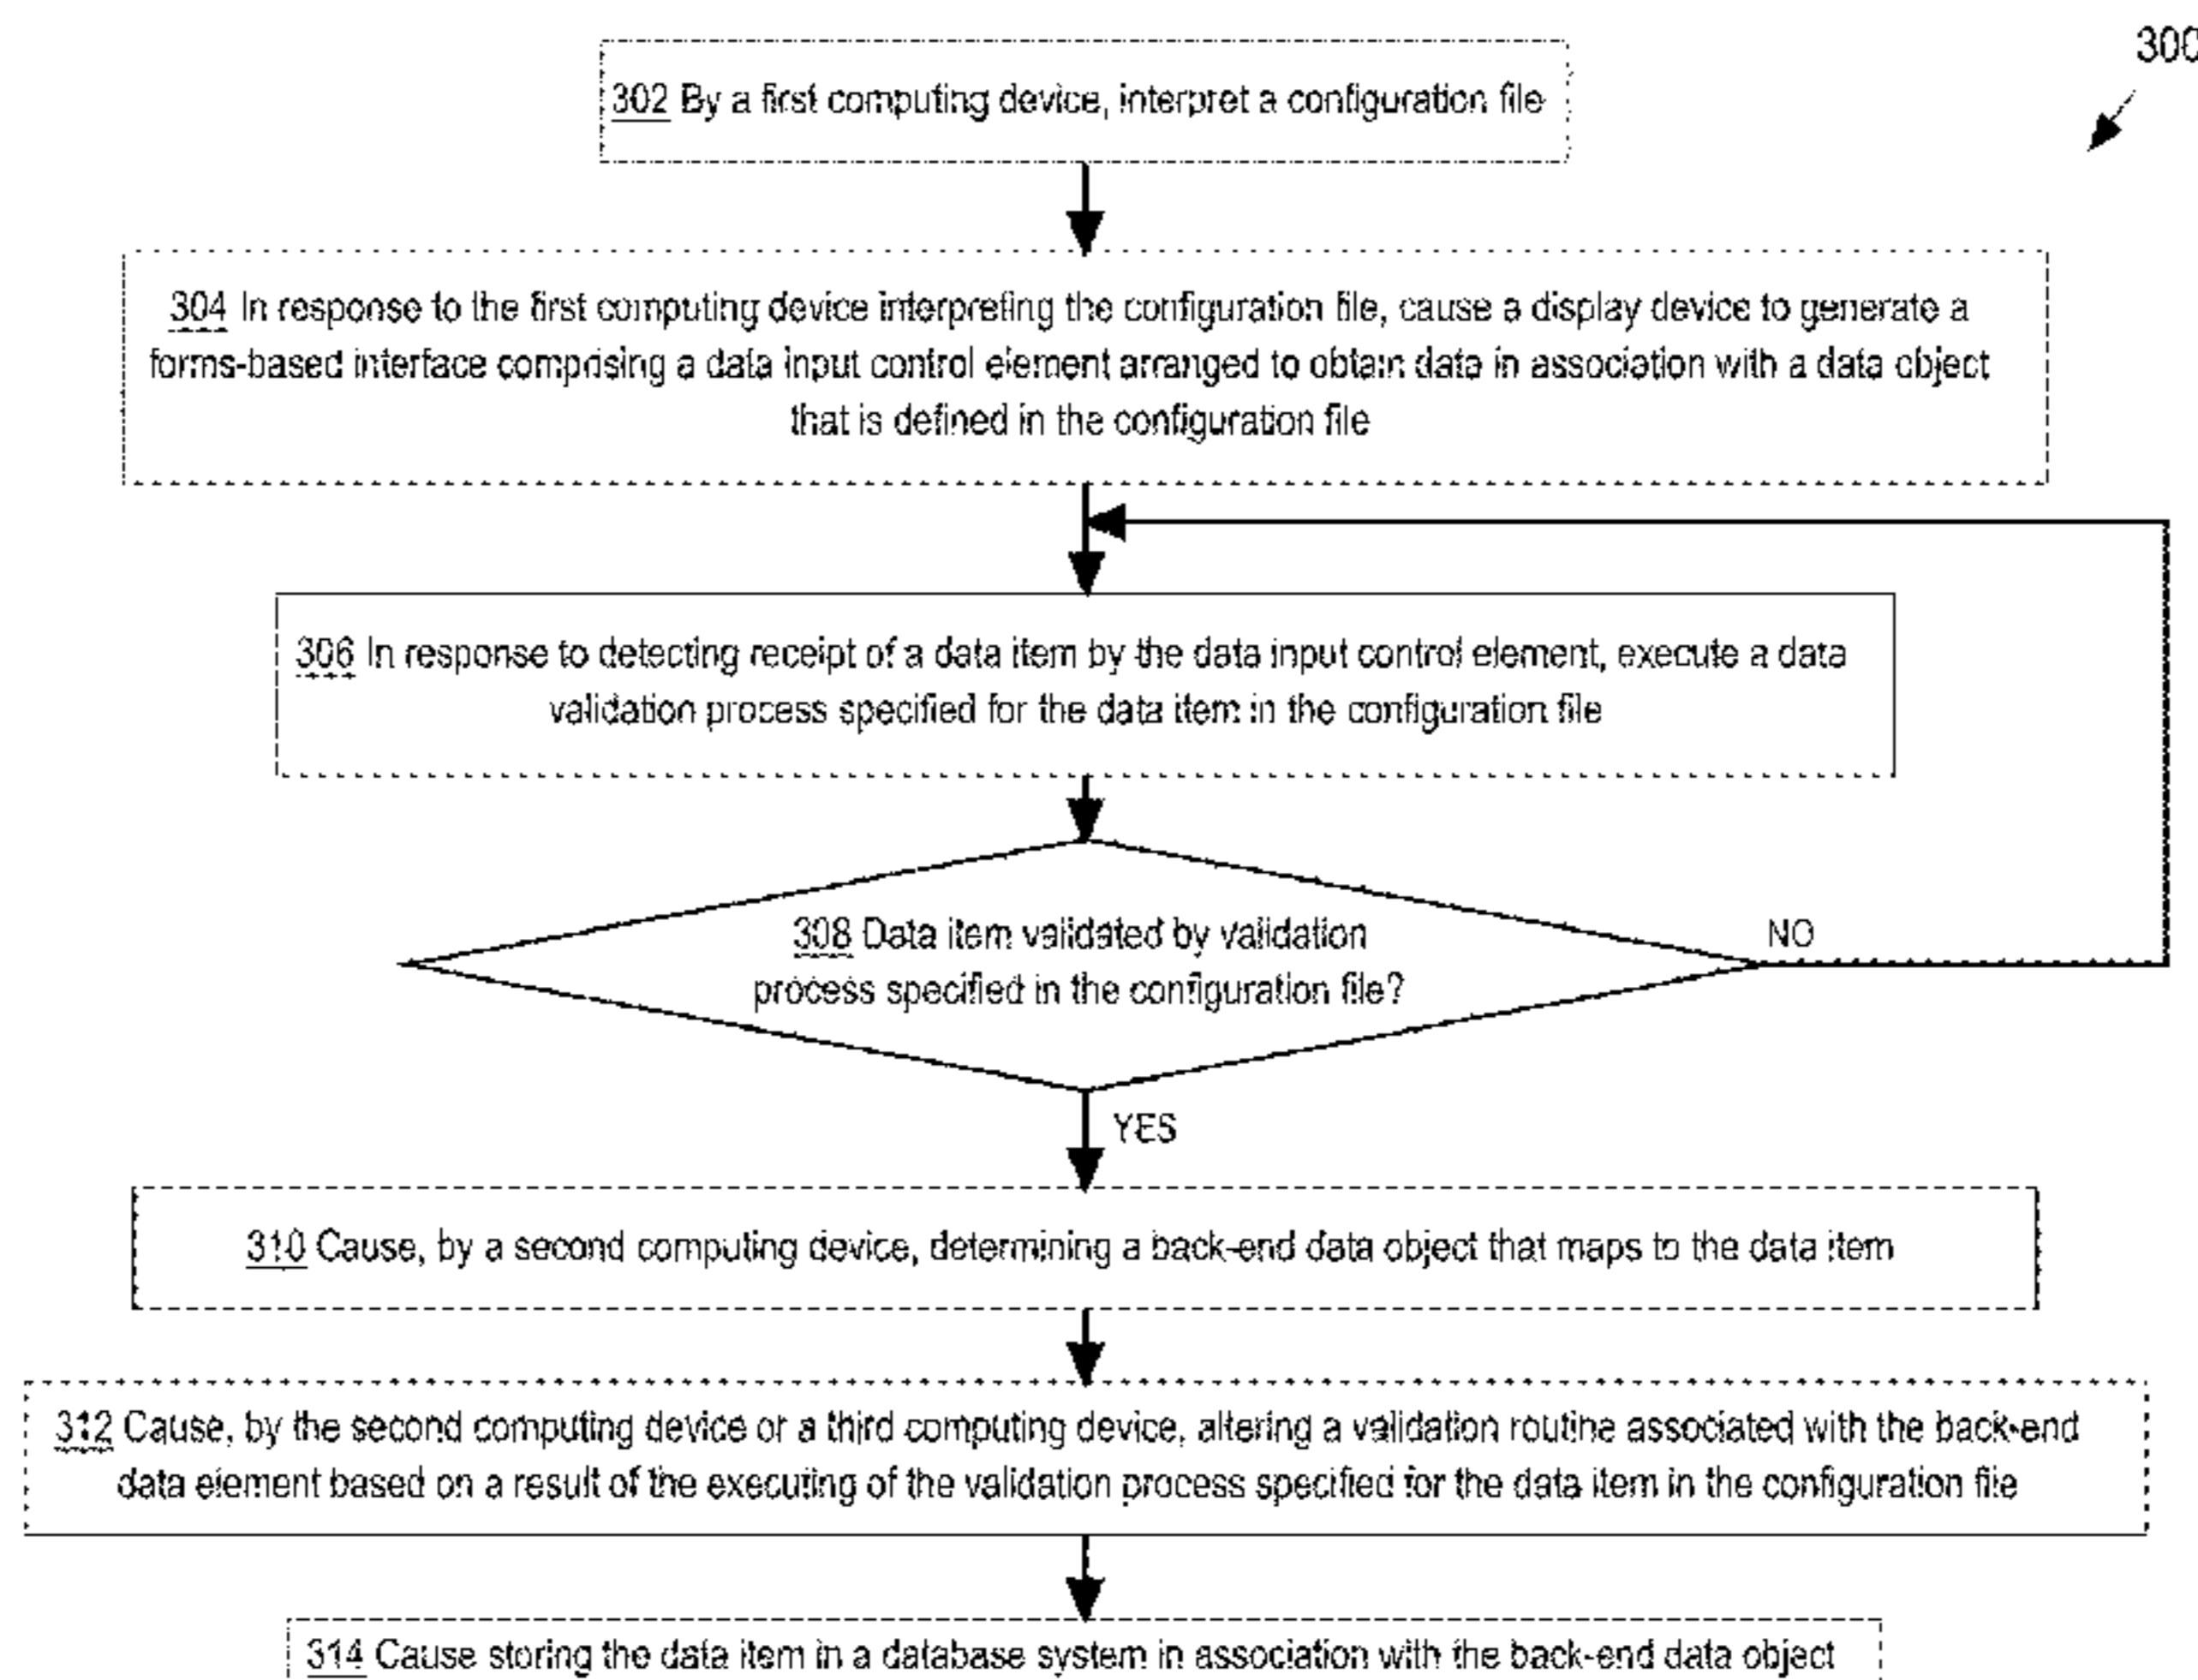 300
302 By a first computing device, interpret a configuration file
304 In response to the first computing device interpreting the configuration file, cause a display device to generate a
forms-based interface comprising a data input control element arranged to obtain data in association with a data object
that is defined in the configuration file
306 In response to detecting receipt of a data item by the data input control element, execute a data
validation process specified for the data item in the configuration file
308 Data item validated by validation
process specified in the configuration file?
NO
YES
310 Cause, by a second computing device, determining a back-end data object that maps to the data item
312 Cause, by the second computing device or a third computing device, altering a validation routine associated with the back-end
data element based on a result of the executing of the validation process specified for the data item in the configuration file
314 Cause storing the data item in a database system in association with the back-end data object